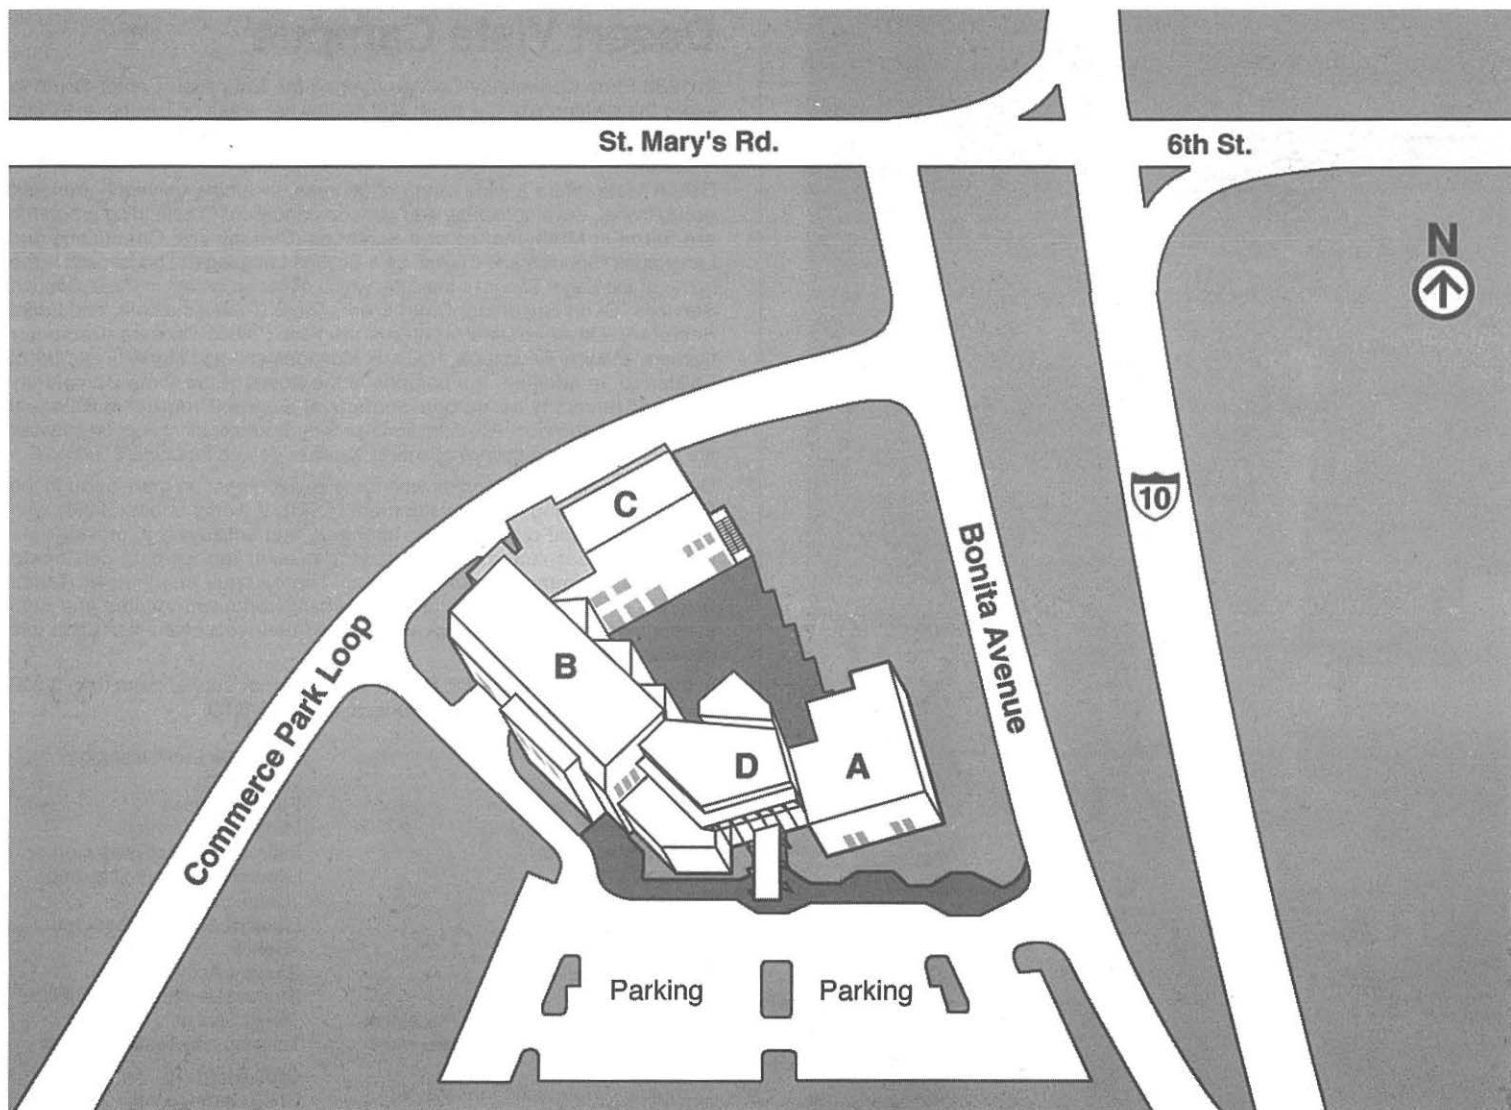 St. Mary's Rd.
6th St.
N
10
C
Bonita Avenue
Commerce Park Loop
B
D
A
Parking
Parking